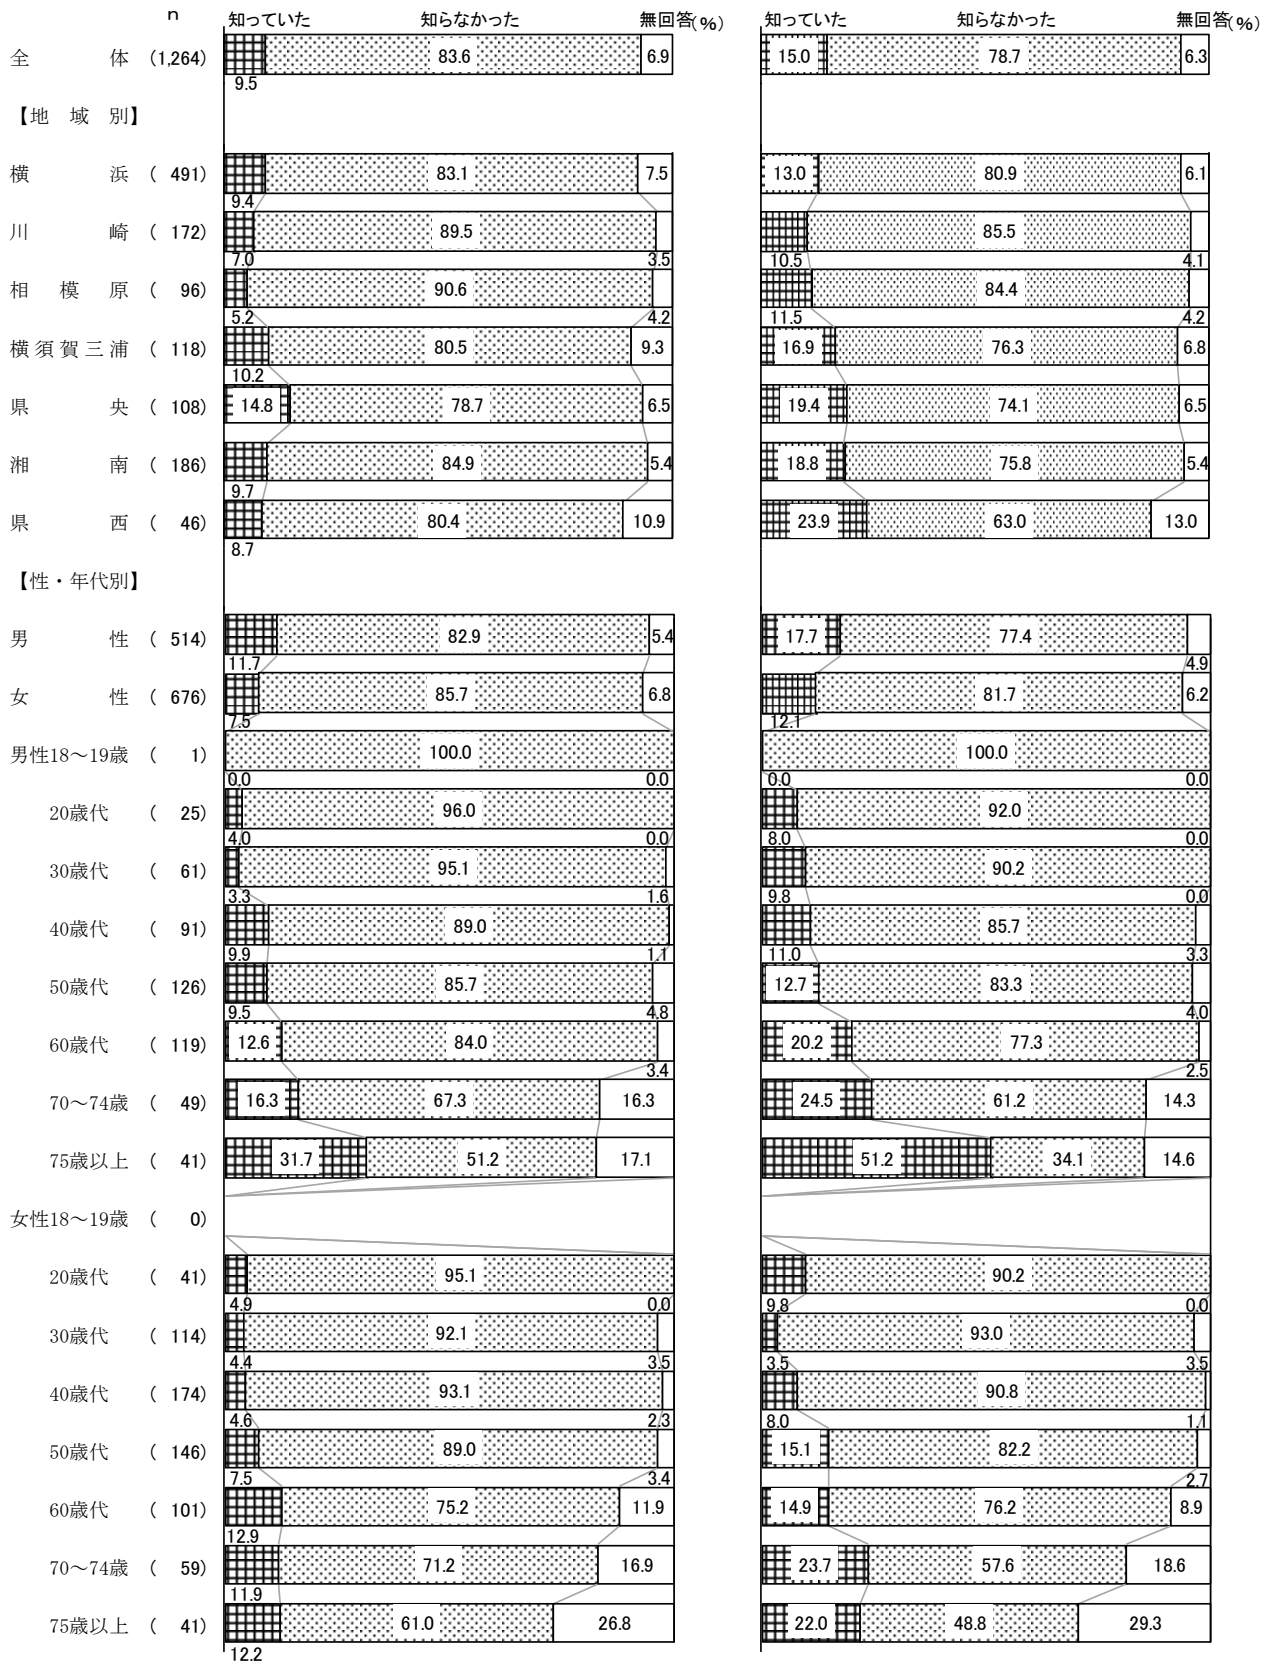 n 知っていた 知らなかった 無回答(%) 知っていた 知らなかった 無回答(%)
全体 (1,264) 83.6 6.9 15.0 78.7 6.3
9.5
【地域別】
横浜 ( 491) 83.1 7.5 13.0 80.9 6.1
9.4
川崎 ( 172) 89.5 85.5
7.0 3.5 10.5 4.1
相模原 ( 96) 90.6 84.4
5.2 4.2 11.5 4.2
横須賀三浦 ( 118) 80.5 9.3 16.9 76.3 6.8
10.2
県央 ( 108) 14.8 78.7 6.5 19.4 74.1 6.5
湘南 ( 186) 84.9 5.4 18.8 75.8 5.4
9.7
県西 ( 46) 80.4 10.9 23.9 63.0 13.0
8.7
【性・年代別】
男性 ( 514) 82.9 5.4 17.7 77.4
11.7 4.9
女性 ( 676) 85.7 6.8 81.7 6.2
7.5 12.1
男性18～19歳 ( 1) 100.0 100.0
0.0 0.0 0.0 0.0
20歳代 ( 25) 96.0 92.0
4.0 0.0 8.0 0.0
30歳代 ( 61) 95.1 90.2
3.3 1.6 9.8 0.0
40歳代 ( 91) 89.0 85.7
9.9 1.1 11.0 3.3
50歳代 ( 126) 85.7 12.7 83.3
9.5 4.8 4.0
60歳代 ( 119) 12.6 84.0 20.2 77.3
3.4 2.5
70～74歳 ( 49) 16.3 67.3 16.3 24.5 61.2 14.3
75歳以上 ( 41) 31.7 51.2 17.1 51.2 34.1 14.6
女性18～19歳 ( 0)
20歳代 ( 41) 95.1 90.2
4.9 0.0 9.8 0.0
30歳代 ( 114) 92.1 93.0
4.4 3.5 3.5 3.5
40歳代 ( 174) 93.1 90.8
4.6 2.3 8.0 1.1
50歳代 ( 146) 89.0 15.1 82.2
7.5 3.4 2.7
60歳代 ( 101) 75.2 11.9 14.9 76.2 8.9
12.9
70～74歳 ( 59) 71.2 16.9 23.7 57.6 18.6
11.9
75歳以上 ( 41) 61.0 26.8 22.0 48.8 29.3
12.2